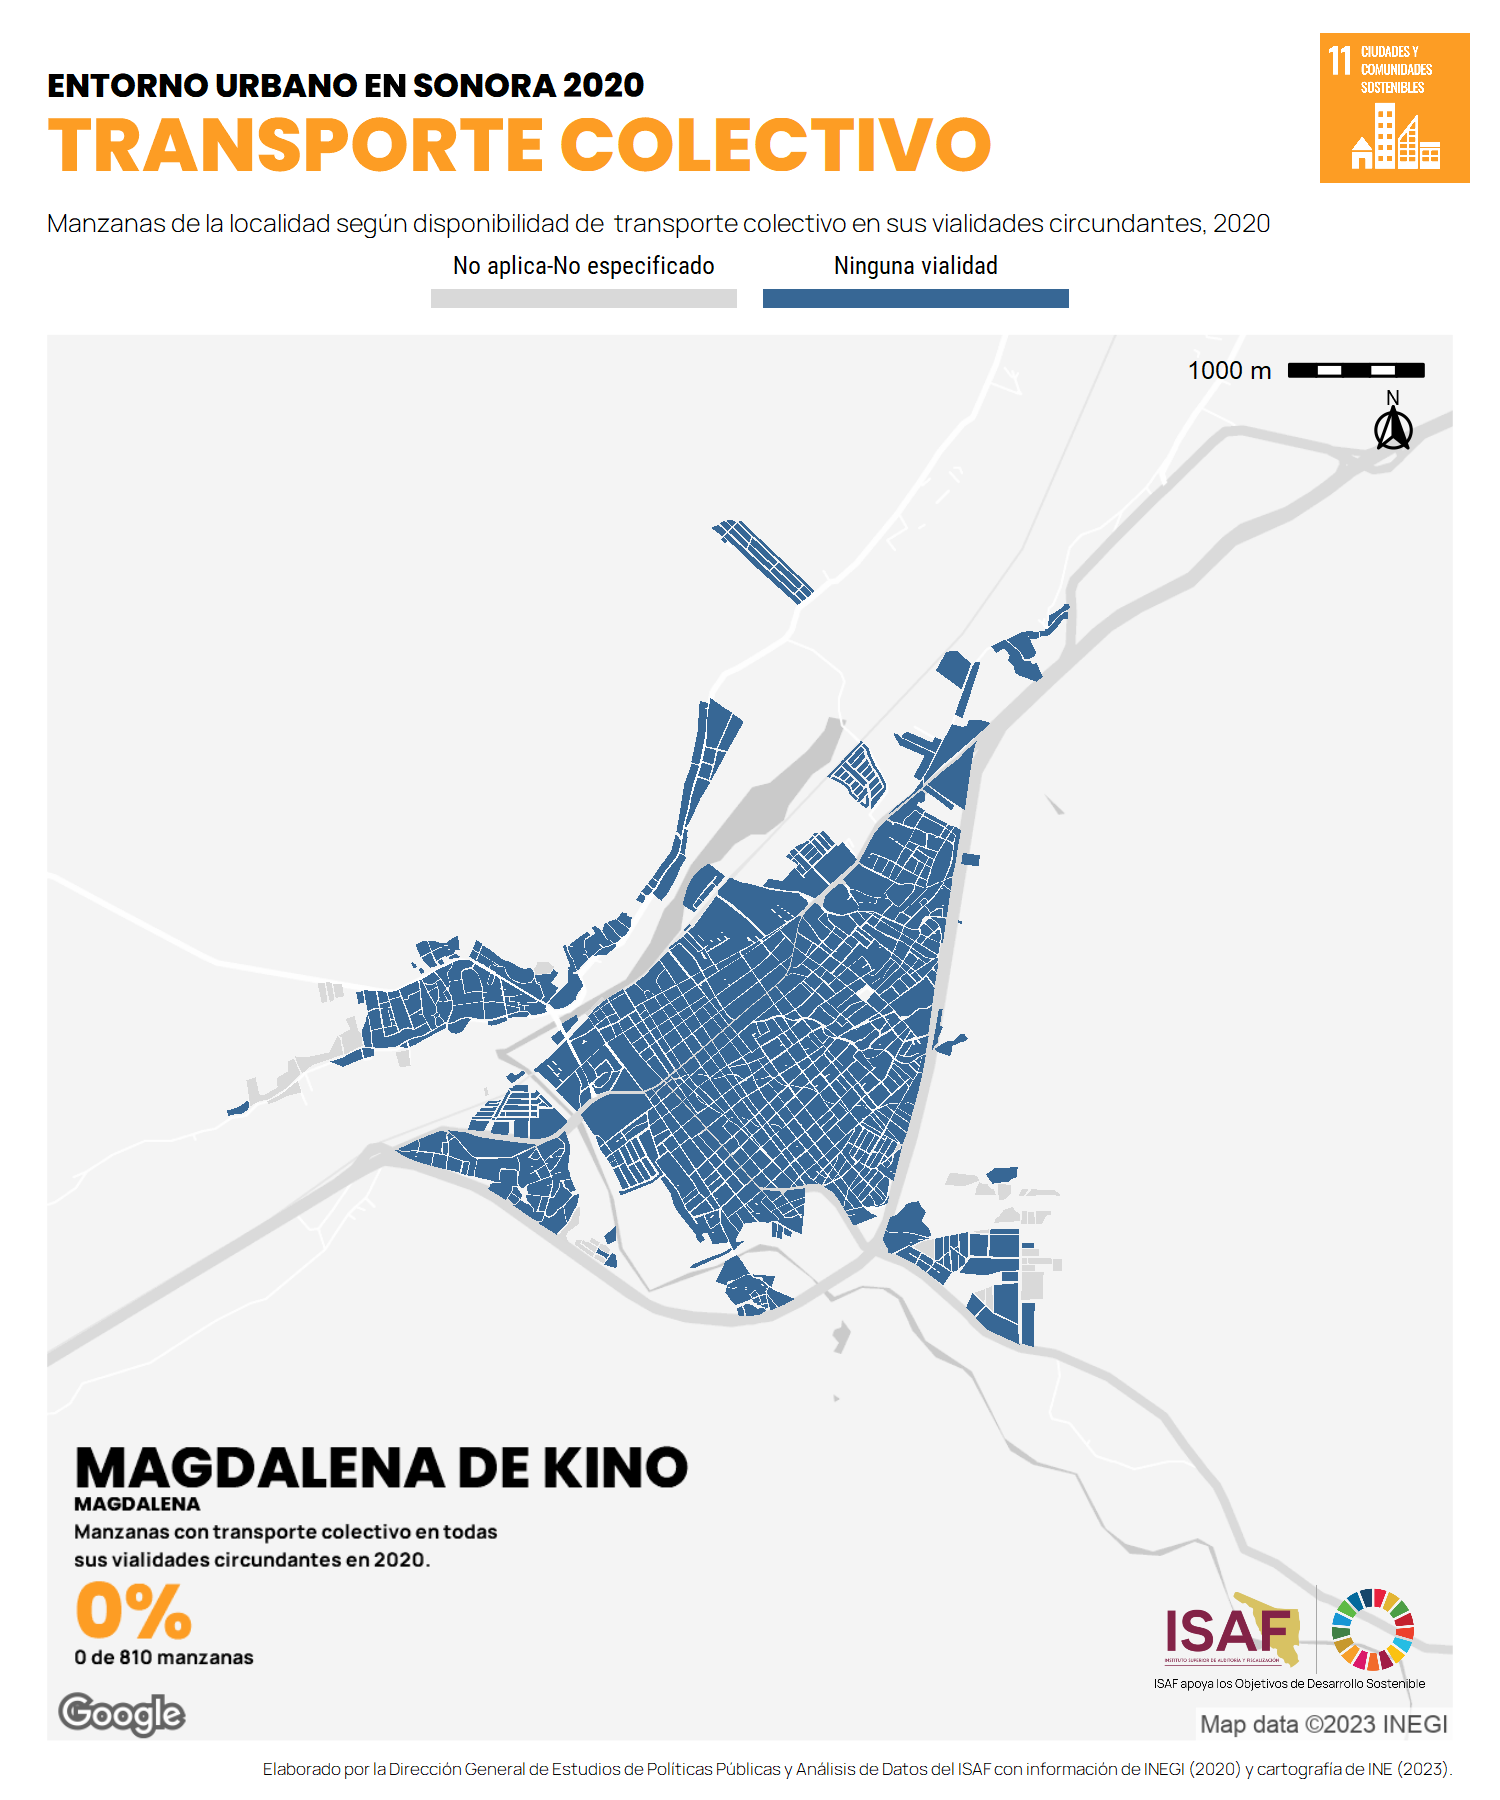 ENTORNO URBANO EN SONORA 2020
TRANSPORTE COLECTIVO
11 CIUDADES Y
COMUNIDADES
SOSTENIBLES
Manzanas de la localidad según disponibilidad de transporte colectivo en sus vialidades circundantes, 2020
No aplica-No especificado
Ninguna vialidad
1000 m
N
MAGDALENA DE KINO
MAGDALENA
Manzanas con transporte colectivo en todas
sus vialidades circundantes en 2020.
0%
0 de 810 manzanas
ISAF
INSTITUTO SUPERIOR DE AUDITORÍA Y FISCALIZACIÓN
ISAF apoya los Objetivos de Desarrollo Sostenible
Google
Map data ©2023 INEGI
Elaborado por la Dirección General de Estudios de Políticas Públicas y Análisis de Datos del ISAF con información de INEGI (2020) y cartografía de INE (2023).